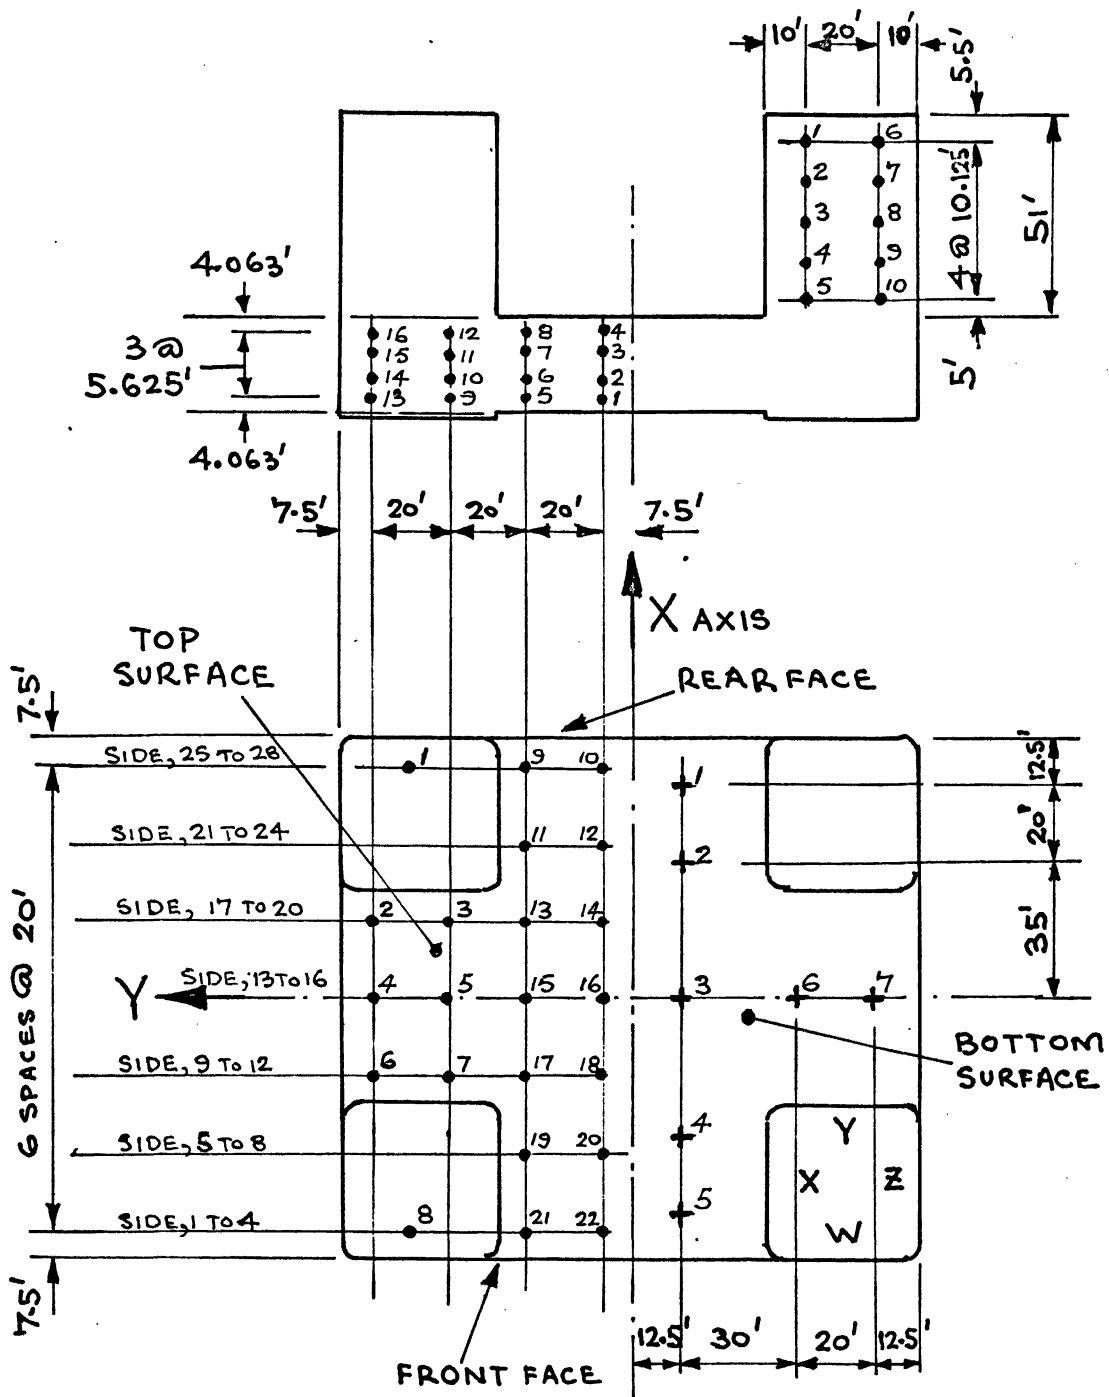 10' 20' 10'
5.5'
1 6
2 7
3 8
4 9
5 10
4 @ 10.125'
51'
5'
4.063'
3 @
5.625'
4.063'
16 12 8 4
15 11 7 3
14 10 6 2
13 9 5 1
7.5' 20' 20' 20' 7.5'
X AXIS
TOP
SURFACE
REAR FACE
7.5'
SIDE, 25 TO 28 1 9 10
12.5'
1
SIDE, 21 TO 24 11 12
20'
2
SIDE, 17 TO 20 2 3 13 14
35'
SIDE, 13 TO 16
Y 4 5 15 16 3 6 7
6 SPACES @ 20'
BOTTOM
SURFACE
SIDE, 9 TO 12 6 7 17 18
4
Y
SIDE, 5 TO 8 19 20
X Z
5
SIDE, 1 TO 4 8 21 22
W
7.5'
12.5' 30' 20' 12.5'
FRONT FACE